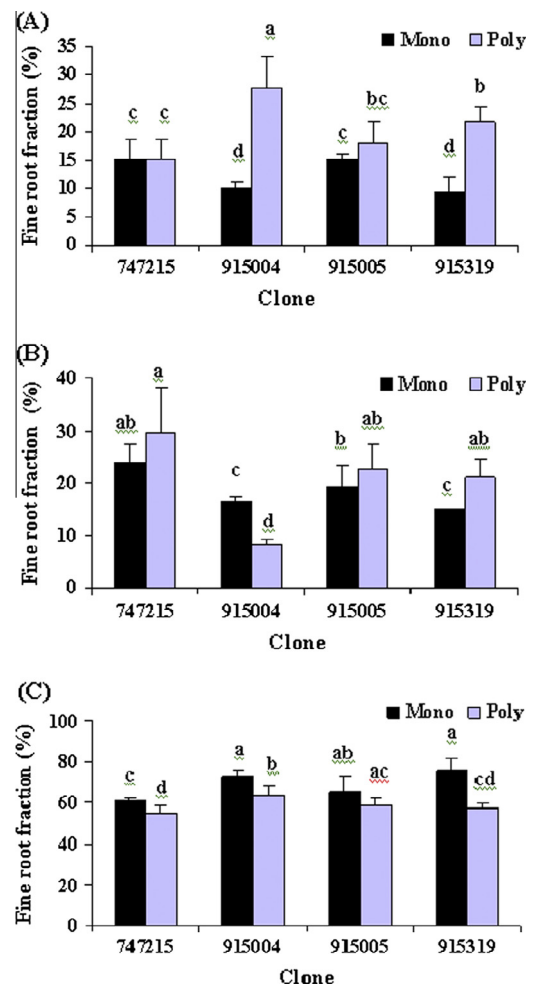 (A)
Fine root fraction (%)
35
30
25
20
15
10
5
0
Mono Poly
c c d a c bc d b
747215 915004 915005 915319
Clone
(B)
Fine root fraction (%)
40
30
20
10
0
Mono Poly
ab a c d b ab c ab
747215 915004 915005 915319
Clone
(C)
Fine root fraction (%)
100
80
60
40
20
0
Mono Poly
c d a b ab ac a cd
747215 915004 915005 915319
Clone